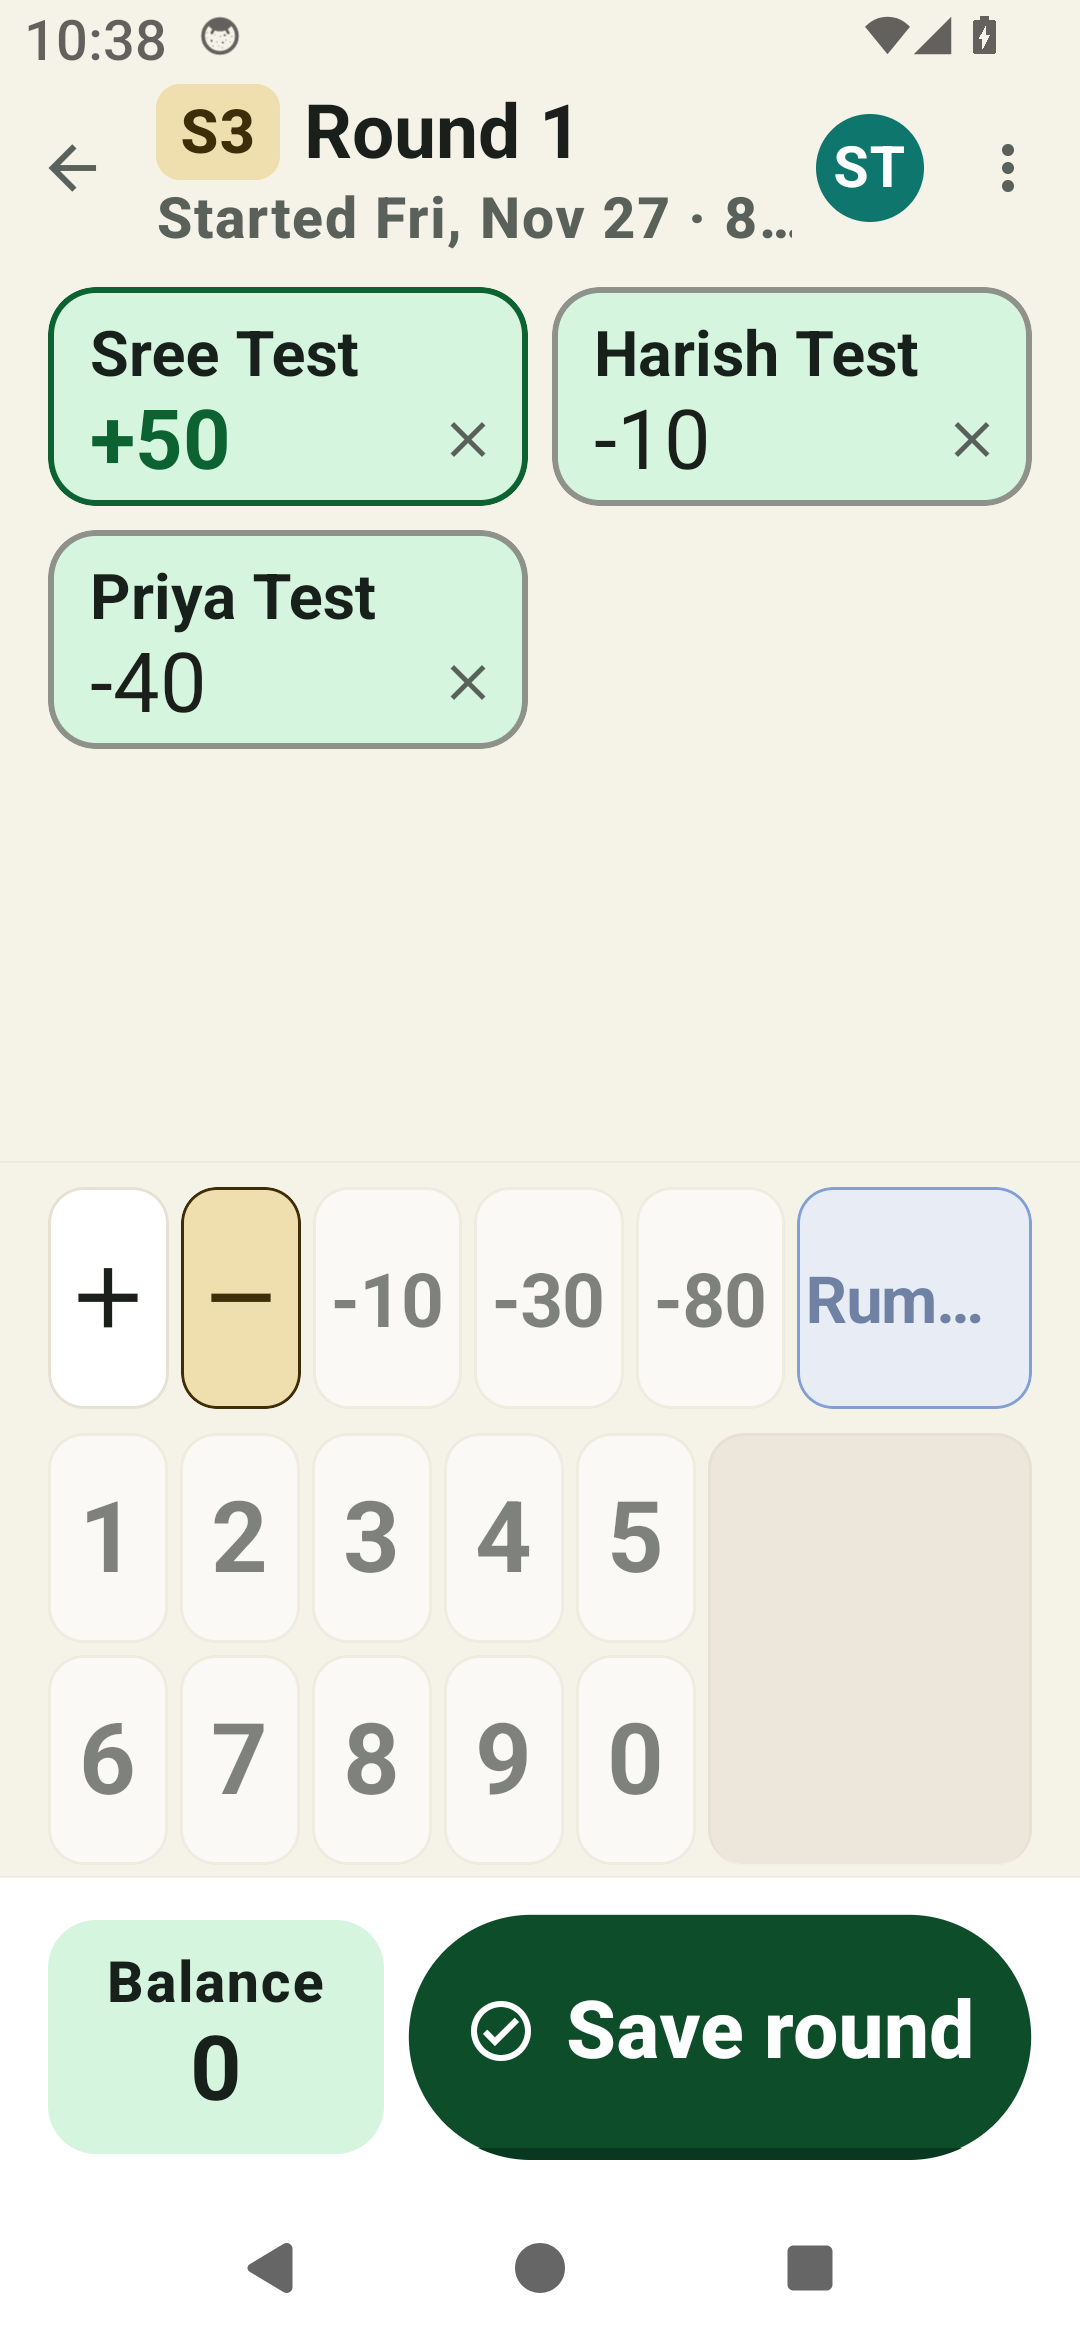 10:38
S3 Round 1
Started Fri, Nov 27 · 8…
ST
Sree Test
+50
Harish Test
-10
Priya Test
-40
+ − -10 -30 -80 Rum…
1 2 3 4 5
6 7 8 9 0
Balance
0
Save round